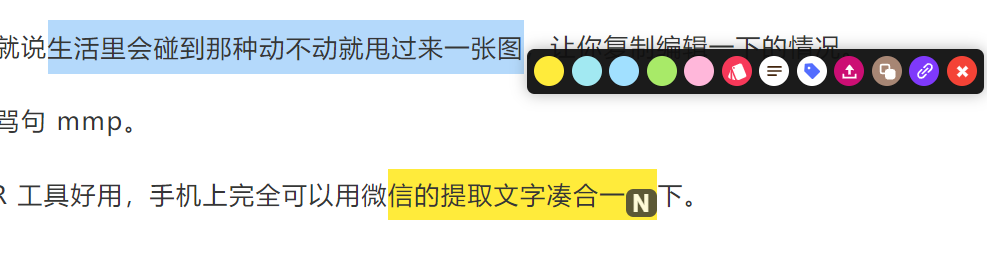 就说生活里会碰到那种动不动就甩过来一张图，让你复制编辑一下的情况
骂句 mmp。
R 工具好用，手机上完全可以用微信的提取文字凑合一下。
N